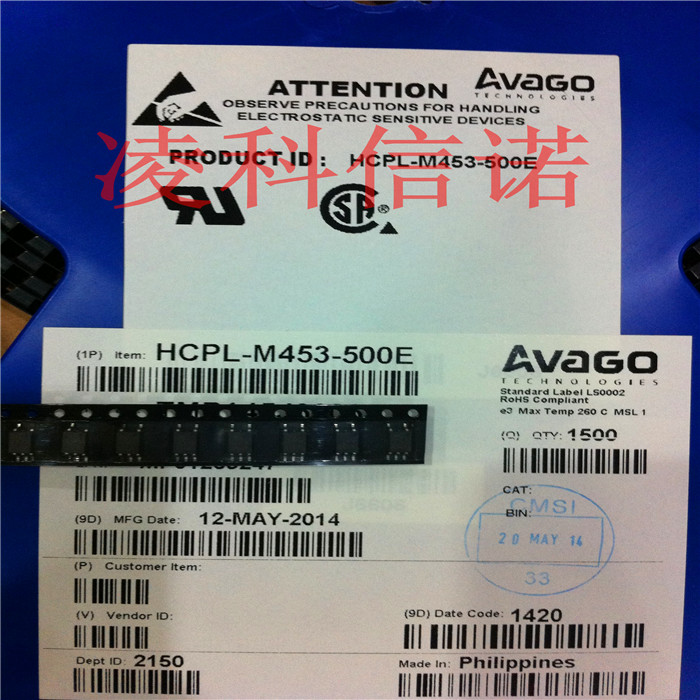 ATTENTION
OBSERVE PRECAUTIONS FOR HANDLING
ELECTROSTATIC SENSITIVE DEVICES
AVAGO
TECHNOLOGIES
凌科信诺
PRODUCT ID : HCPL-M453-500E
SA ®
(1P) Item: HCPL-M453-500E
AVAGO
TECHNOLOGIES
Standard Label LS0002
RoHS Compliant
e3 Max Temp 260 C MSL 1
(Q) QTY: 1500
CAT:
BIN:
CMSI
20 MAY 14
33
(9D) MFG Date: 12-MAY-2014
(P) Customer Item:
(V) Vendor ID:
(9D) Date Code: 1420
Dept ID: 2150
Made In: Philippines